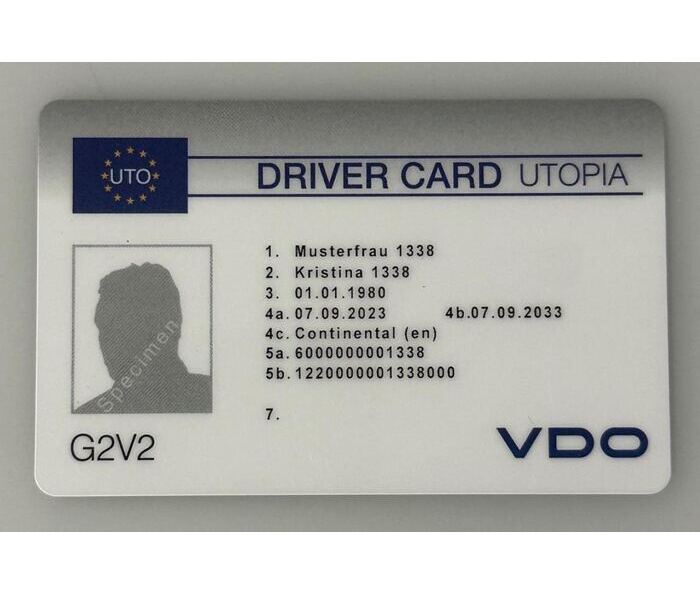 UTO
DRIVER CARD UTOPIA
1. Musterfrau 1338
2. Kristina 1338
3. 01.01.1980
4a. 07.09.2023 4b.07.09.2033
4c. Continental (en)
5a. 6000000001338
5b. 1220000001338000
7.
Specimen
G2V2
VDO